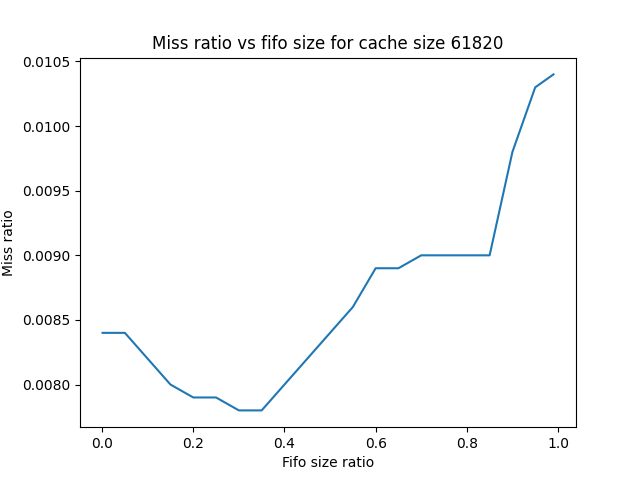 Miss ratio vs fifo size for cache size 61820
0.0105
0.0100
0.0095
0.0090
0.0085
0.0080
Miss ratio
0.0 0.2 0.4 0.6 0.8 1.0
Fifo size ratio